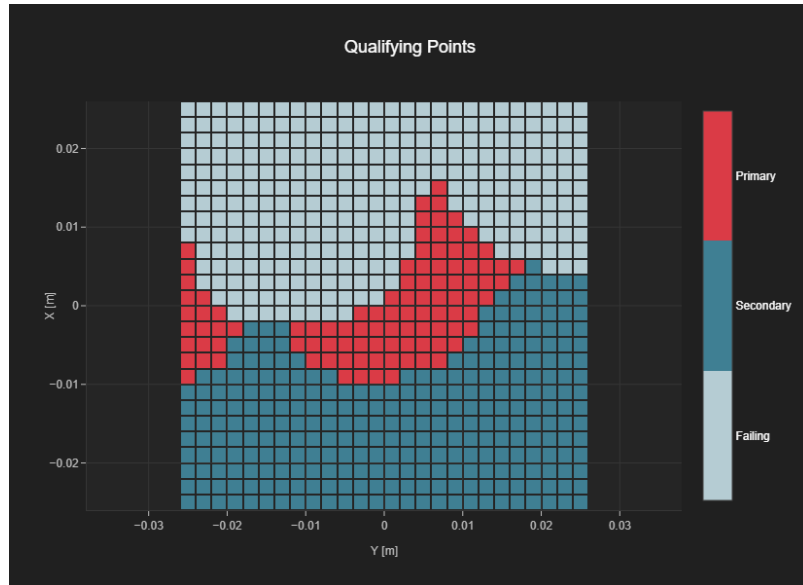 Qualifying Points
0.02
0.01
0
−0.01
−0.02
X [m]
−0.03
−0.02
−0.01
0
0.01
0.02
0.03
Y [m]
Primary
Secondary
Failing